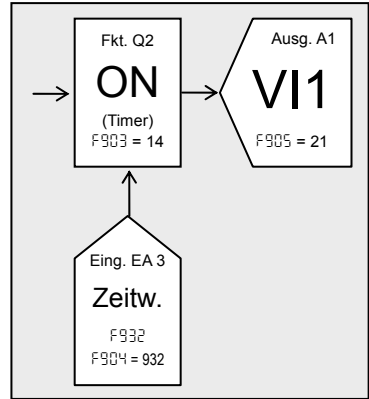 Fkt. Q2
ON
(Timer)
F903 = 14
Ausg. A1
VI1
F905 = 21
Eing. EA 3
Zeitw.
F932
F904 = 932